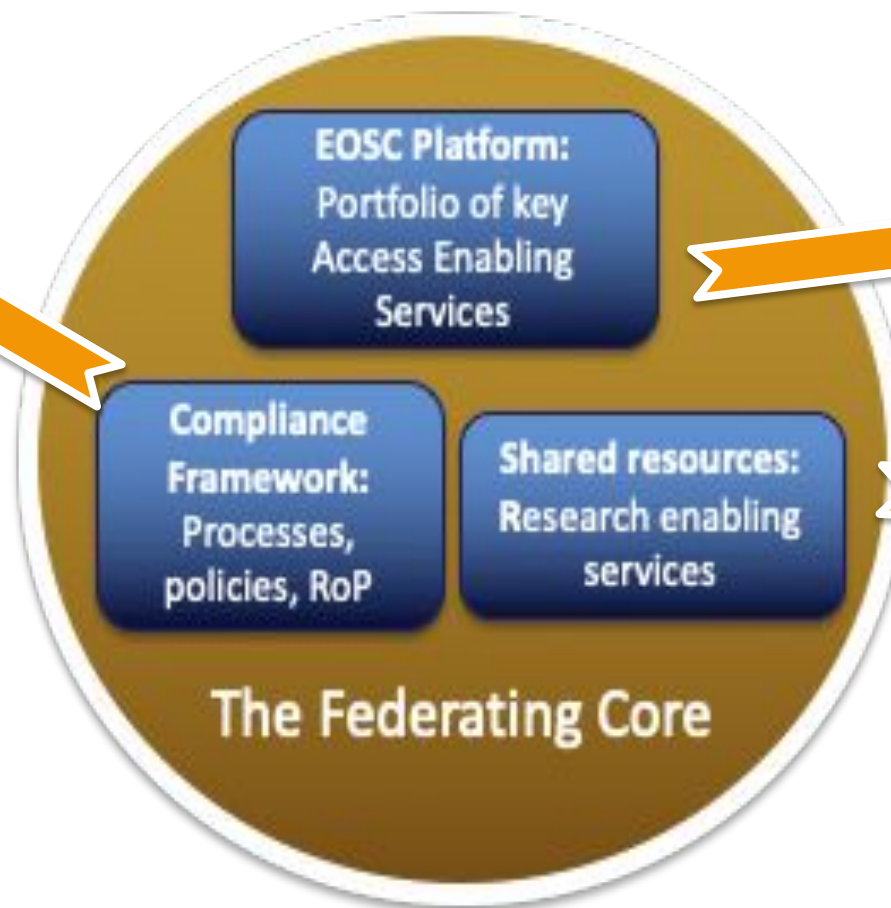 EOSC Platform:
Portfolio of key
Access Enabling
Services
Compliance
Framework:
Processes,
policies, RoP
Shared resources:
Research enabling
services
The Federating Core